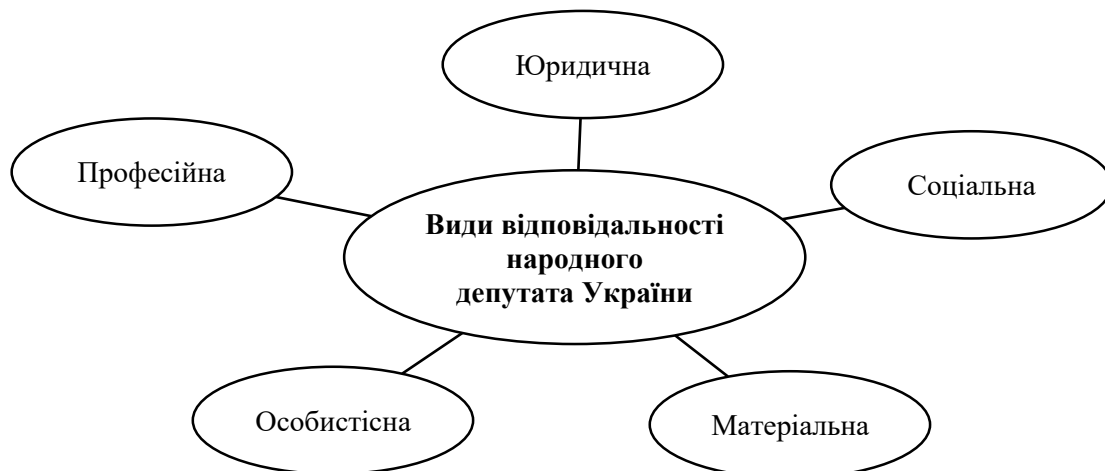 Юридична
Професійна
Соціальна
Види відповідальності
народного
депутата України
Особистісна
Матеріальна